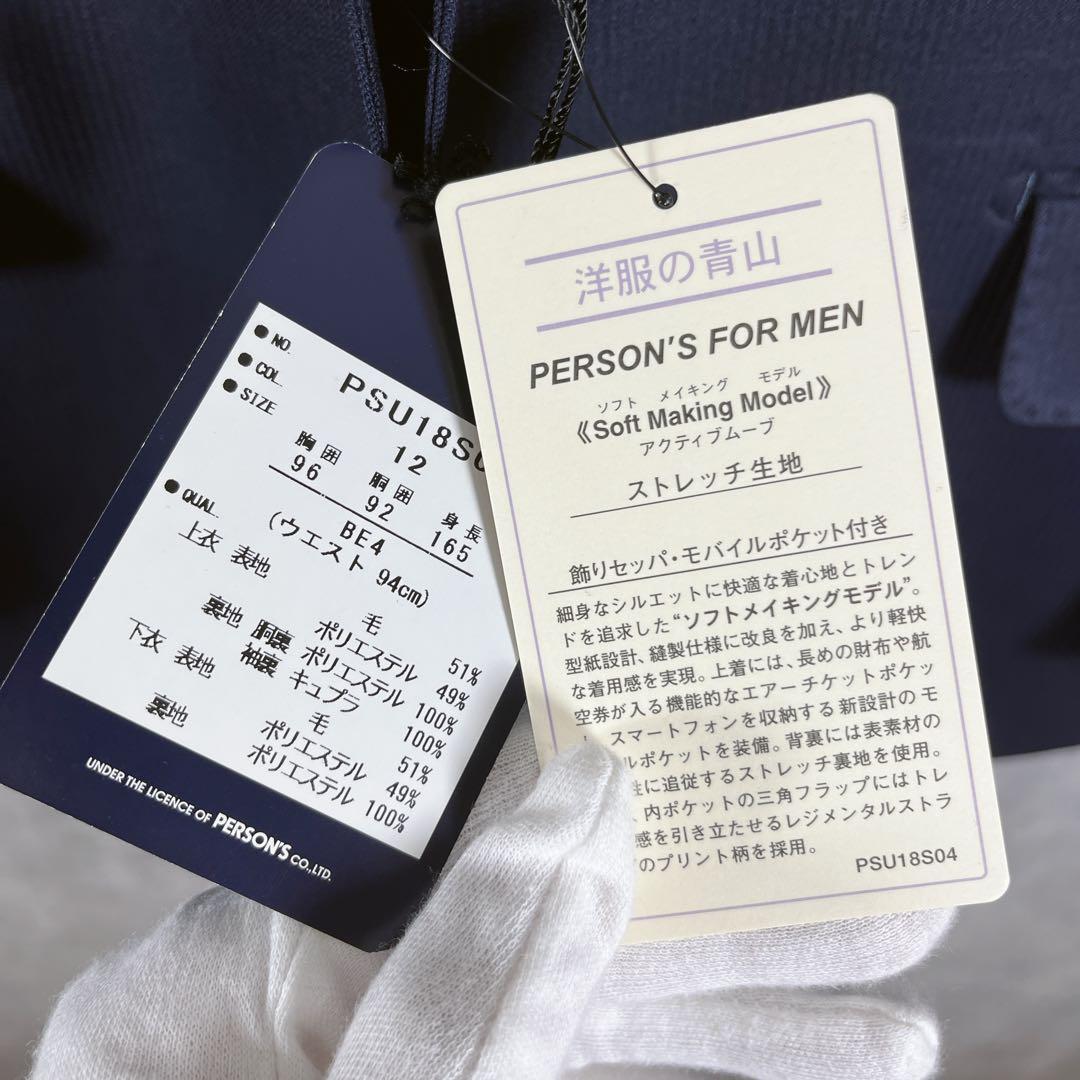 NO.
PSU18S0
COL.
12
SIZE
胸囲 胴囲 身長
96 92 165
BE4
(ウエスト 94cm)
QUAL.
上衣 表地
毛 51%
ポリエステル 49%
裏地 胴裏 ポリエステル 100%
袖裏 キュプラ 100%
下衣 表地
毛 51%
ポリエステル 49%
裏地
ポリエステル 100%
UNDER THE LICENCE OF PERSON'S CO.,LTD.
洋服の青山
PERSON'S FOR MEN
ソフト メイキング モデル
《Soft Making Model》
アクティブムーブ
ストレッチ生地
飾りセッパ・モバイルポケット付き
細身なシルエットに快適な着心地とトレン
ドを追求した“ソフトメイキングモデル”。
型紙設計、縫製仕様に改良を加え、より軽快
な着用感を実現。上着には、長めの財布や航
空券が入る機能的なエアーチケットポケッ
スマートフォンを収納する新設計のモ
ルポケットを装備。背裏には表素材の
性に追従するストレッチ裏地を使用。
、内ポケットの三角フラップにはトレ
感を引き立たせるレジメンタルストラ
のプリント柄を採用。
PSU18S04